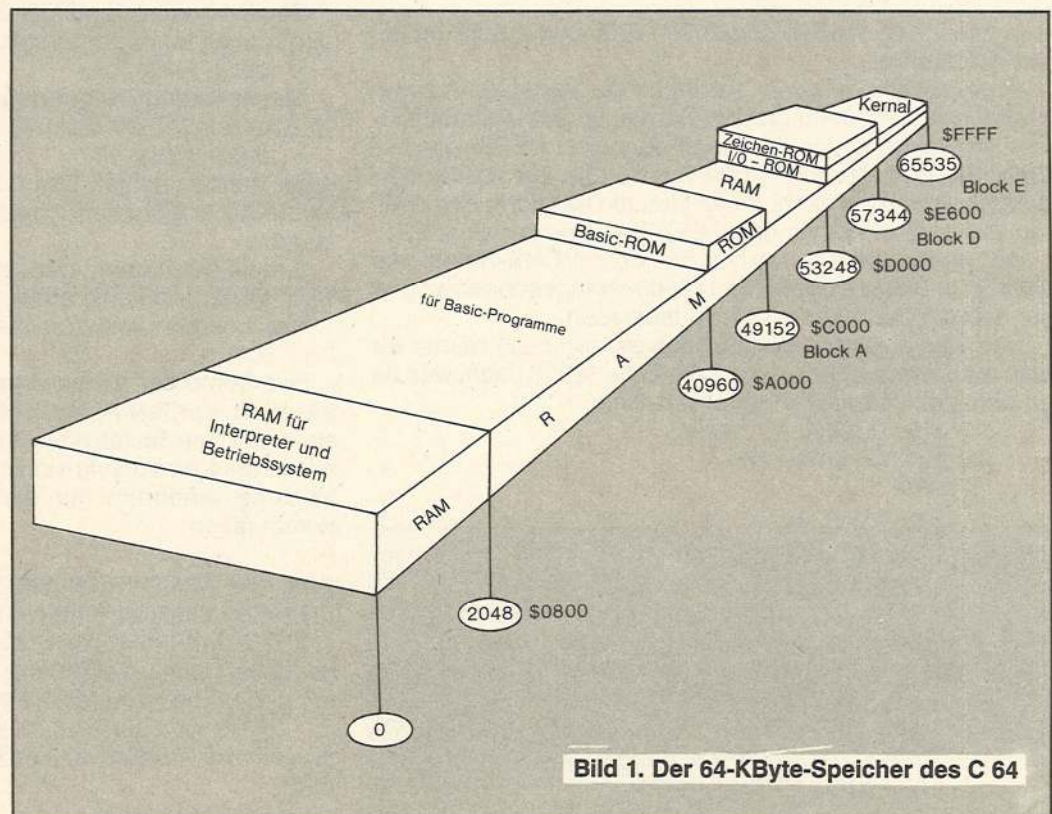 Kernal
Zeichen-ROM
I/O - ROM
RAM
Basic-ROM
ROM
für Basic-Programme
RAM für
Interpreter und
Betriebssystem
RAM
R A M
$FFFF
65535
Block E
57344 $E600
Block D
53248 $D000
49152 $C000
Block A
40960 $A000
2048 $0800
0
Bild 1. Der 64-KByte-Speicher des C 64